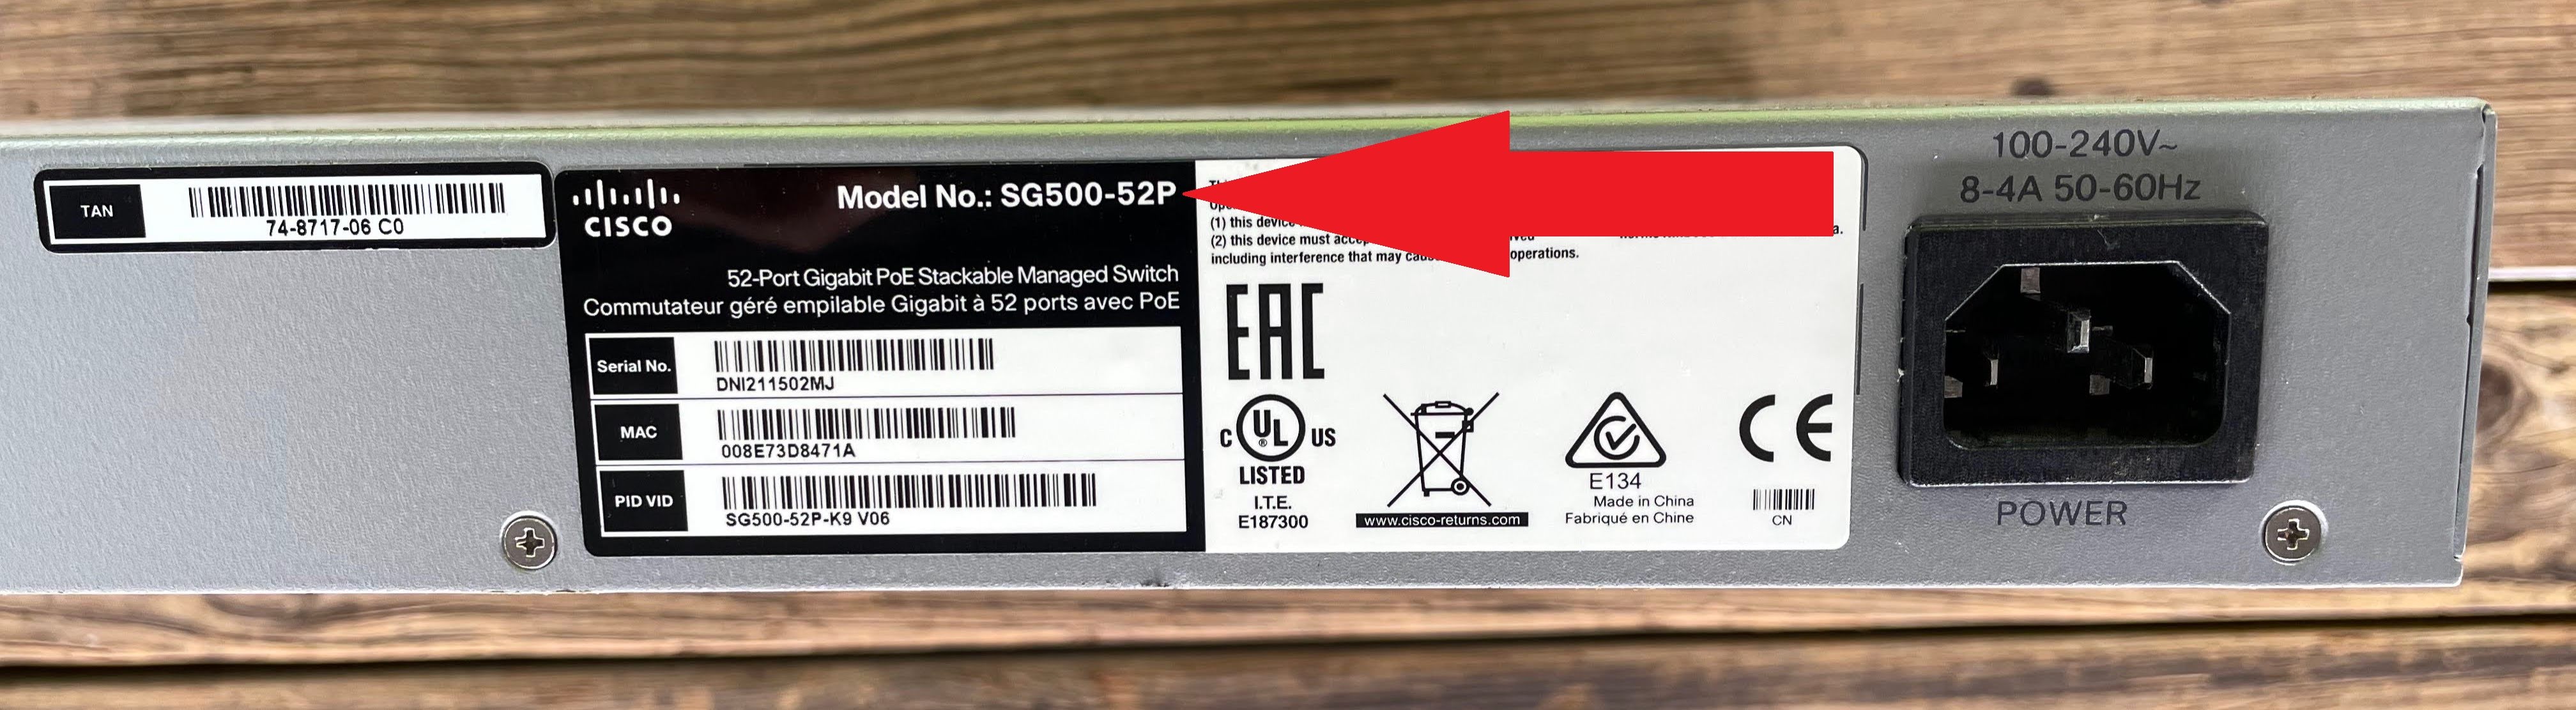 TAN
74-8717-06 C0
CISCO
Model No.: SG500-52P
52-Port Gigabit PoE Stackable Managed Switch
Commutateur géré empilable Gigabit à 52 ports avec PoE
Serial No.
DNI211502MJ
MAC
008E73D8471A
PID VID
SG500-52P-K9 V06
(1) this device
(2) this device must accept
including interference that may cause operations.
EAC
C UL US
®
LISTED
I.T.E.
E187300
www.cisco-returns.com
E134
Made in China
Fabriqué en Chine
CE
CN
100-240V~
8-4A 50-60Hz
POWER